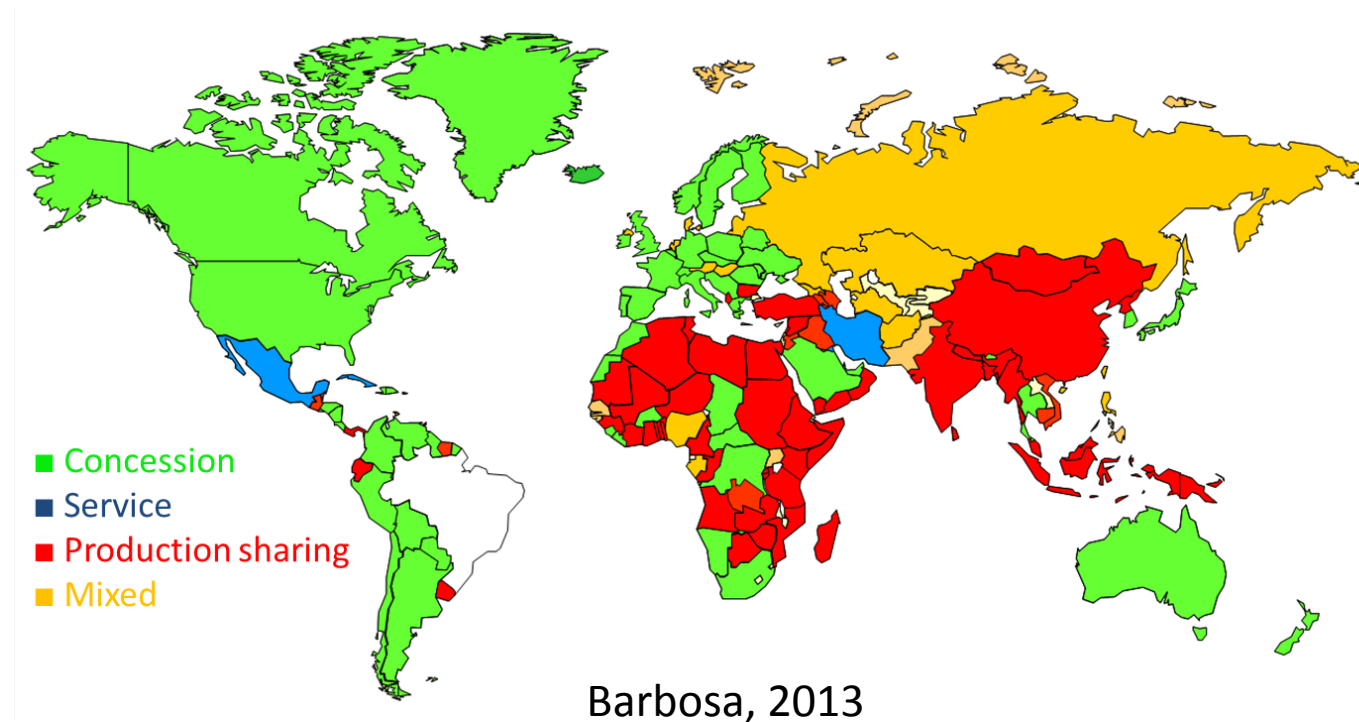 Concession
Service
Production sharing
Mixed
Barbosa, 2013